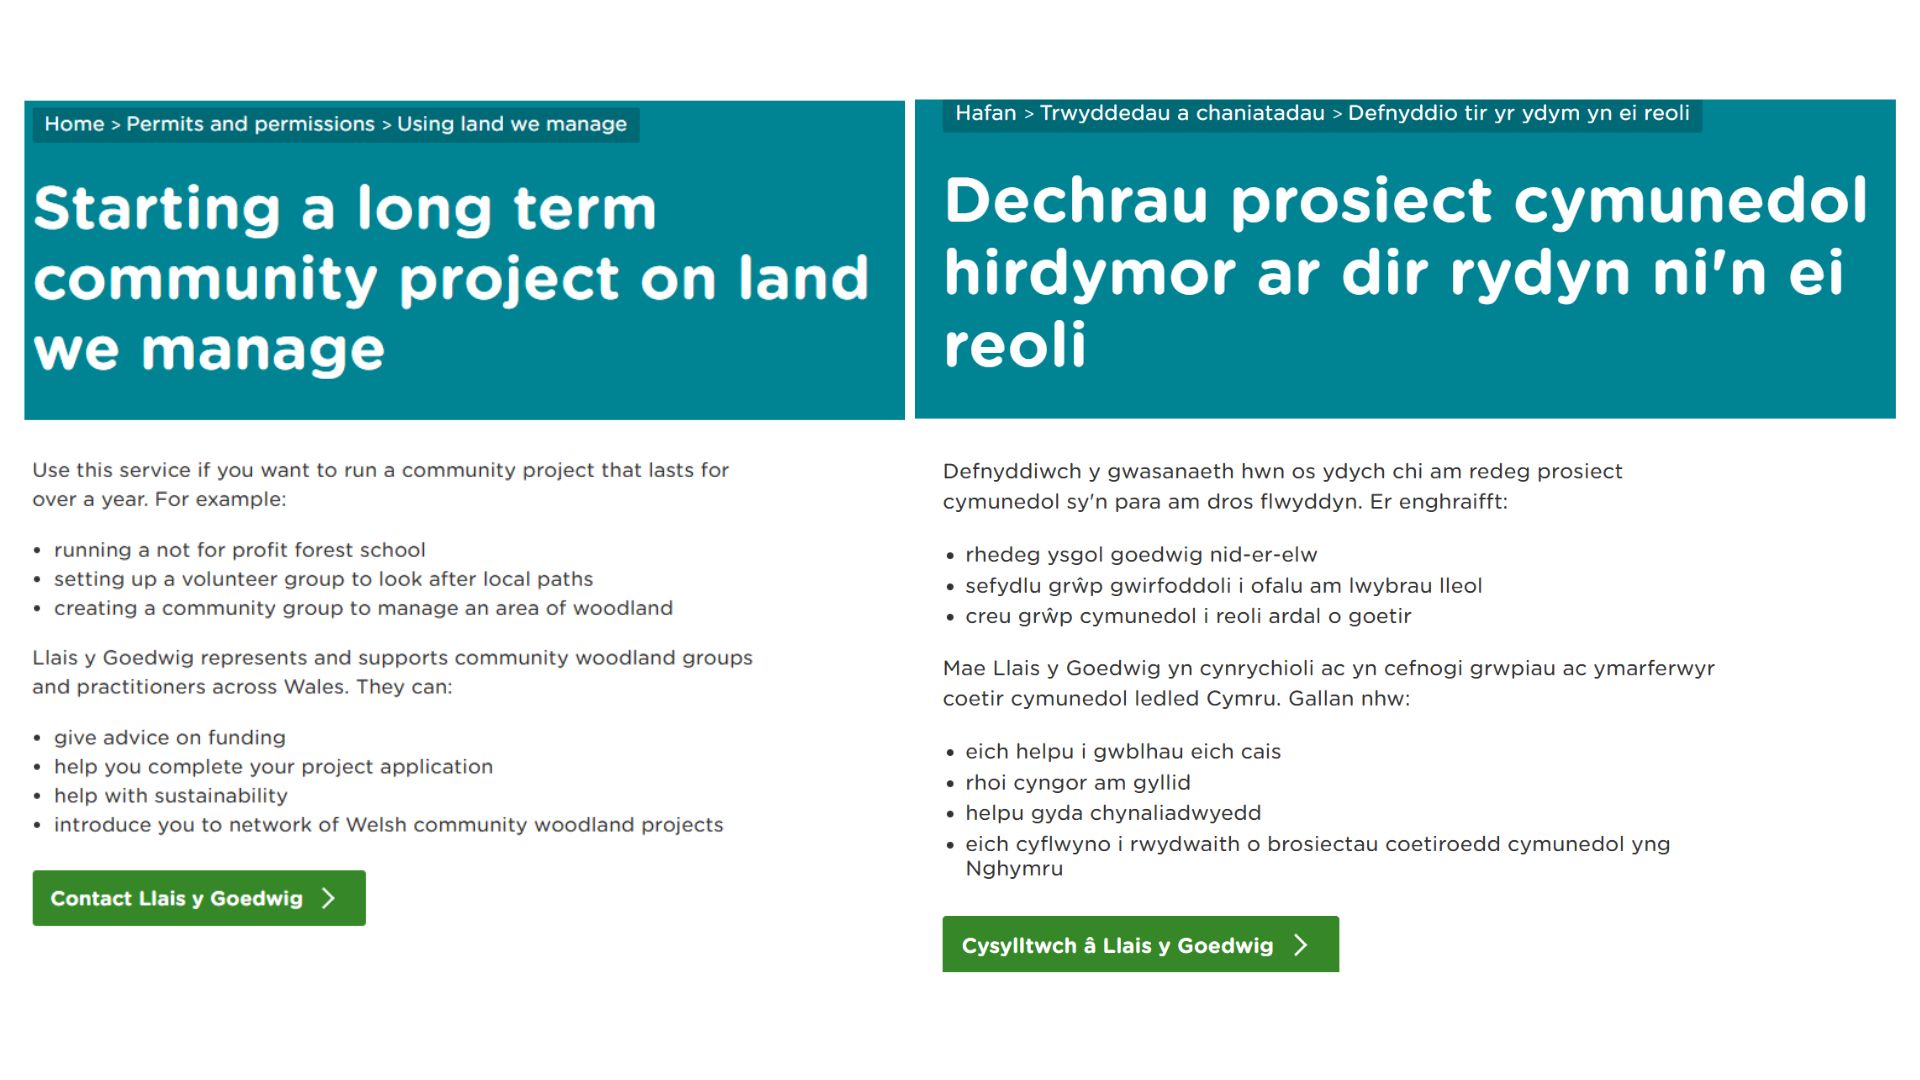 Home > Permits and permissions > Using land we manage
Starting a long term
community project on land
we manage
Use this service if you want to run a community project that lasts for
over a year. For example:
• running a not for profit forest school
• setting up a volunteer group to look after local paths
• creating a community group to manage an area of woodland
Llais y Goedwig represents and supports community woodland groups
and practitioners across Wales. They can:
• give advice on funding
• help you complete your project application
• help with sustainability
• introduce you to network of Welsh community woodland projects
Contact Llais y Goedwig >
Hafan > Trwyddedau a chaniatadau > Defnyddio tir yr ydym yn ei reoli
Dechrau prosiect cymunedol
hirdymor ar dir rydyn ni'n ei
reoli
Defnyddiwch y gwasanaeth hwn os ydych chi am redeg prosiect
cymunedol sy'n para am dros flwyddyn. Er enghraifft:
• rhedeg ysgol goedwig nid-er-elw
• sefydlu grŵp gwirfoddoli i ofalu am lwybrau lleol
• creu grŵp cymunedol i reoli ardal o goetir
Mae Llais y Goedwig yn cynrychioli ac yn cefnogi grwpiau ac ymarferwyr
coetir cymunedol ledled Cymru. Gallan nhw:
• eich helpu i gwblhau eich cais
• rhoi cyngor am gyllid
• helpu gyda chynaliadwyedd
• eich cyflwyno i rwydwaith o brosiectau coetiroedd cymunedol yng
Nghymru
Cysylltwch â Llais y Goedwig >